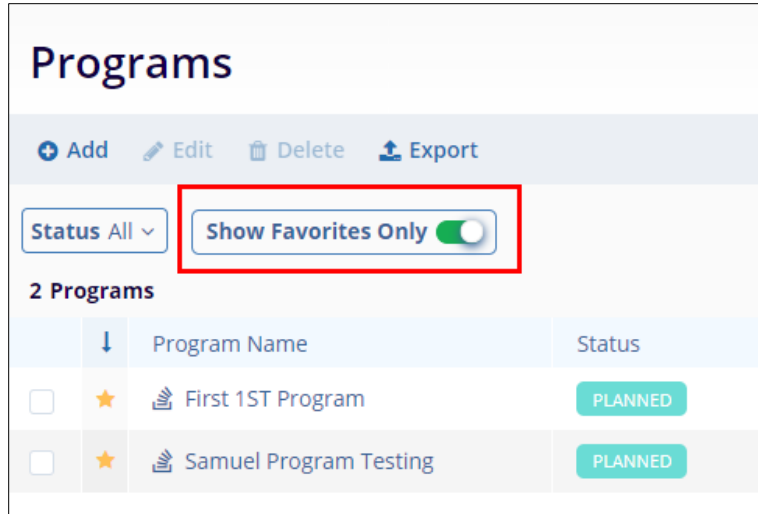 Programs
Add Edit Delete Export
Status All Show Favorites Only
2 Programs
Program Name Status
First 1ST Program PLANNED
Samuel Program Testing PLANNED